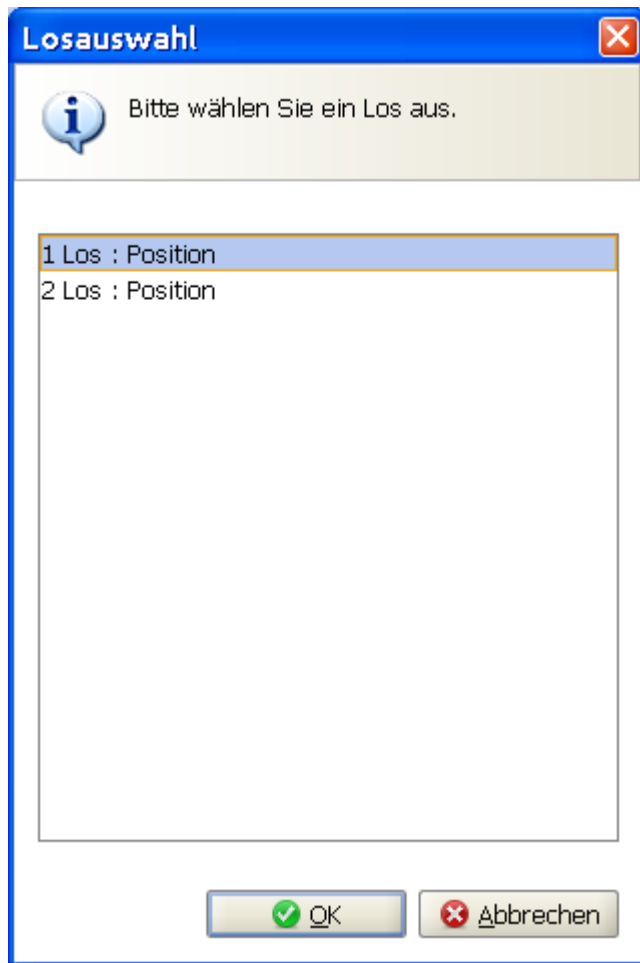 Losauswahl
Bitte wählen Sie ein Los aus.
1 Los : Position
2 Los : Position
OK
Abbrechen